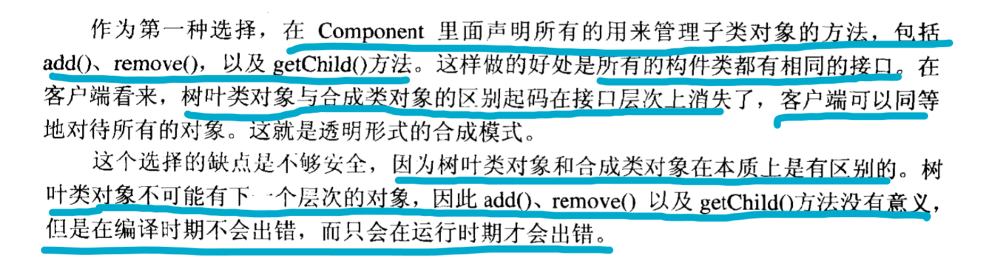 作为第一种选择，在 Component 里面声明所有的用来管理子类对象的方法，包括
add()、remove()，以及 getChild()方法。这样做的好处是所有的构件类都有相同的接口。在
客户端看来，树叶类对象与合成类对象的区别起码在接口层次上消失了，客户端可以同等
地对待所有的对象。这就是透明形式的合成模式。
这个选择的缺点是不够安全，因为树叶类对象和合成类对象在本质上是有区别的。树
叶类对象不可能有下一个层次的对象，因此 add()、remove() 以及 getChild()方法没有意义，
但是在编译时期不会出错，而只会在运行时期才会出错。